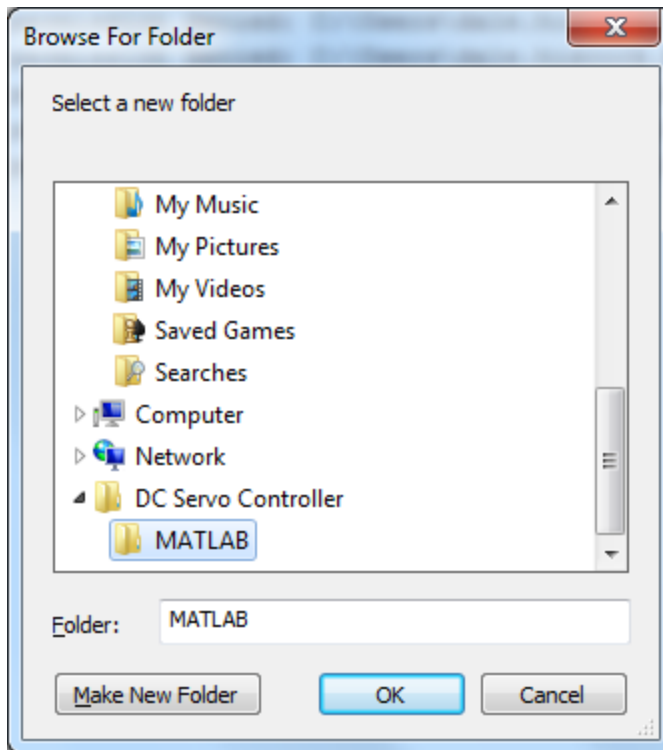 Browse For Folder
Select a new folder
My Music
My Pictures
My Videos
Saved Games
Searches
Computer
Network
DC Servo Controller
MATLAB
Folder: MATLAB
Make New Folder OK Cancel